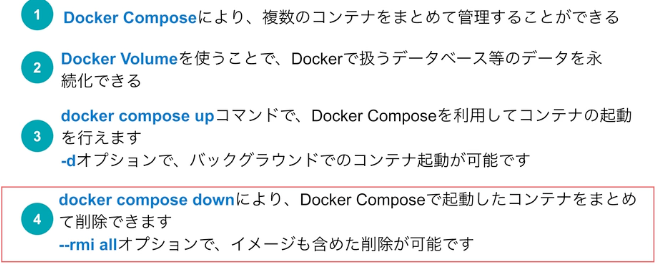 1 Docker Composeにより、複数のコンテナをまとめて管理することができる
2 Docker Volumeを使うことで、Dockerで扱うデータベース等のデータを永
続化できる
3 docker compose upコマンドで、Docker Composeを利用してコンテナの起動
を行えます
-dオプションで、バックグラウンドでのコンテナ起動が可能です
4 docker compose downにより、Docker Composeで起動したコンテナをまとめ
て削除できます
--rmi allオプションで、イメージも含めた削除が可能です